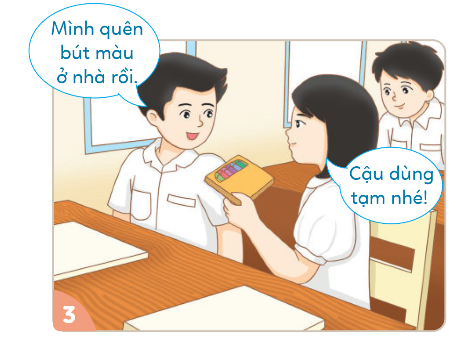 Mình quên
bút màu
ở nhà rồi.
Cậu dùng
tạm nhé!
3